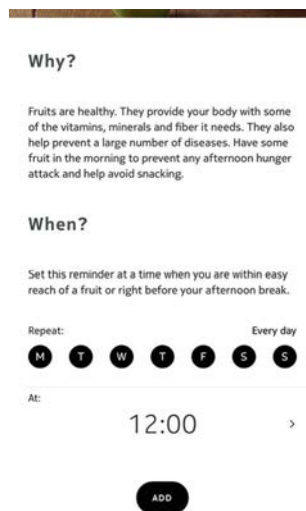 Why?
Fruits are healthy. They provide your body with some
of the vitamins, minerals and fiber it needs. They also
help prevent a large number of diseases. Have some
fruit in the morning to prevent any afternoon hunger
attack and help avoid snacking.
When?
Set this reminder at a time when you are within easy
reach of a fruit or right before your afternoon break.
Repeat: Every day
M T W T F S S
At:
12:00
ADD